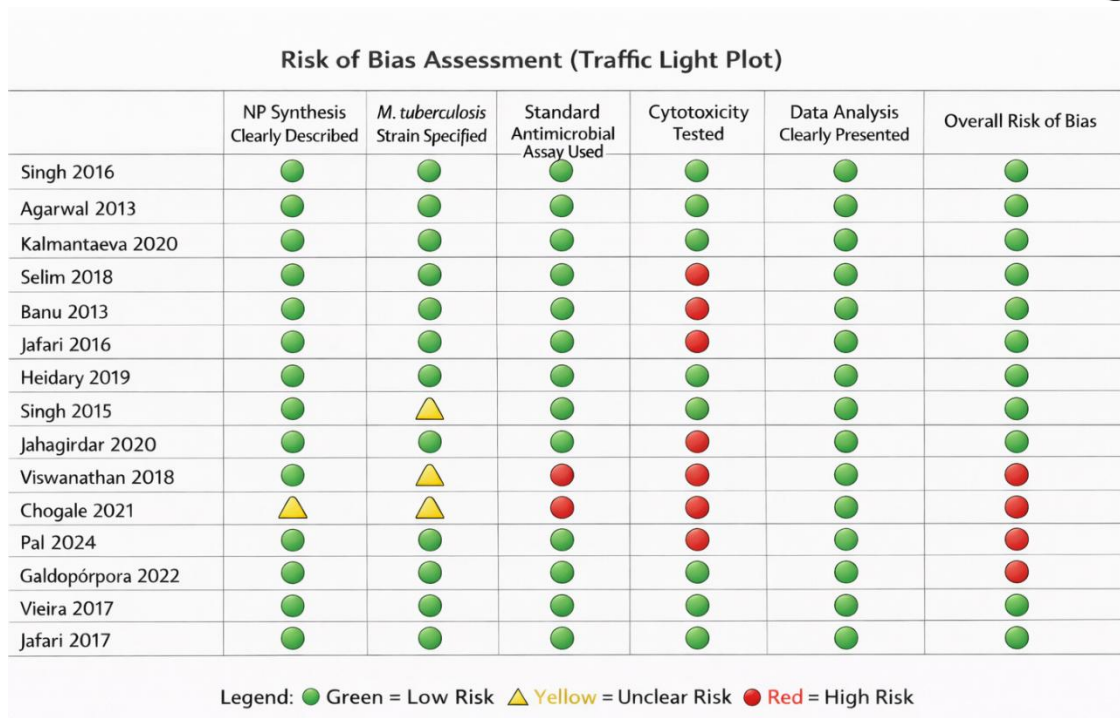 Risk of Bias Assessment (Traffic Light Plot)
NP Synthesis Clearly Described
M. tuberculosis Strain Specified
Standard Antimicrobial Assay Used
Cytotoxicity Tested
Data Analysis Clearly Presented
Overall Risk of Bias
Singh 2016
Agarwal 2013
Kalmantaeva 2020
Selim 2018
Banu 2013
Jafari 2016
Heidary 2019
Singh 2015
Jahagirdar 2020
Viswanathan 2018
Chogale 2021
Pal 2024
Galdopórpora 2022
Vieira 2017
Jafari 2017
Legend: Green = Low Risk Yellow = Unclear Risk Red = High Risk